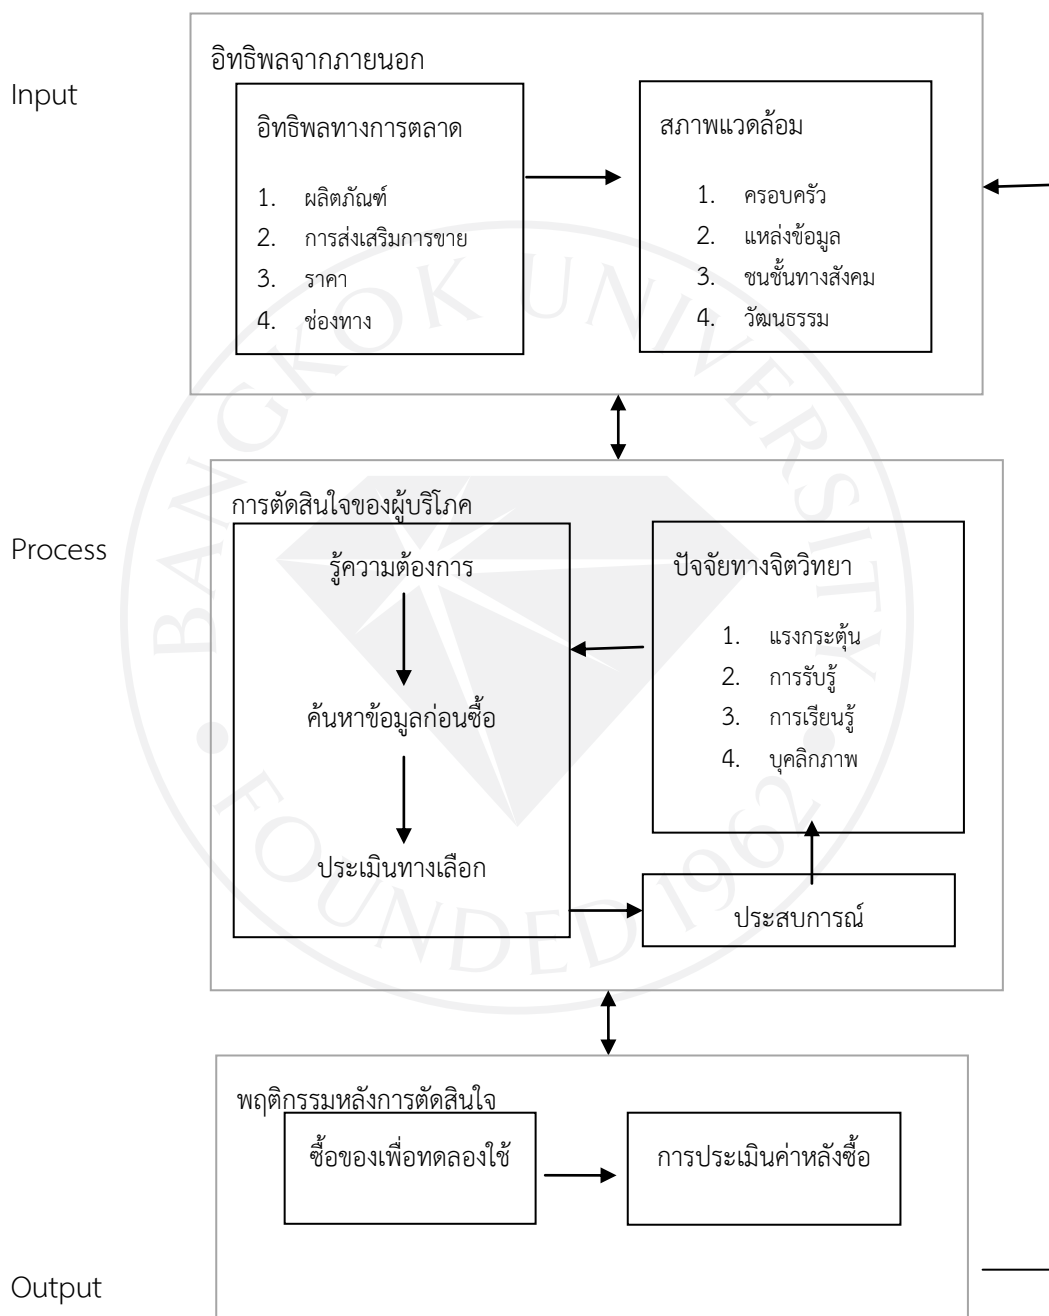 อิทธิพลจากภายนอก
Input
อิทธิพลทางการตลาด
1. ผลิตภัณฑ์
2. การส่งเสริมการขาย
3. ราคา
4. ช่องทาง
สภาพแวดล้อม
1. ครอบครัว
2. แหล่งข้อมูล
3. ชนชั้นทางสังคม
4. วัฒนธรรม
การตัดสินใจของผู้บริโภค
Process
รู้ความต้องการ
ค้นหาข้อมูลก่อนซื้อ
ประเมินทางเลือก
ปัจจัยทางจิตวิทยา
1. แรงกระตุ้น
2. การรับรู้
3. การเรียนรู้
4. บุคลิกภาพ
ประสบการณ์
พฤติกรรมหลังการตัดสินใจ
ซื้อของเพื่อทดลองใช้
การประเมินค่าหลังซื้อ
Output
BANGKOK UNIVERSITY
FOUNDED 1962